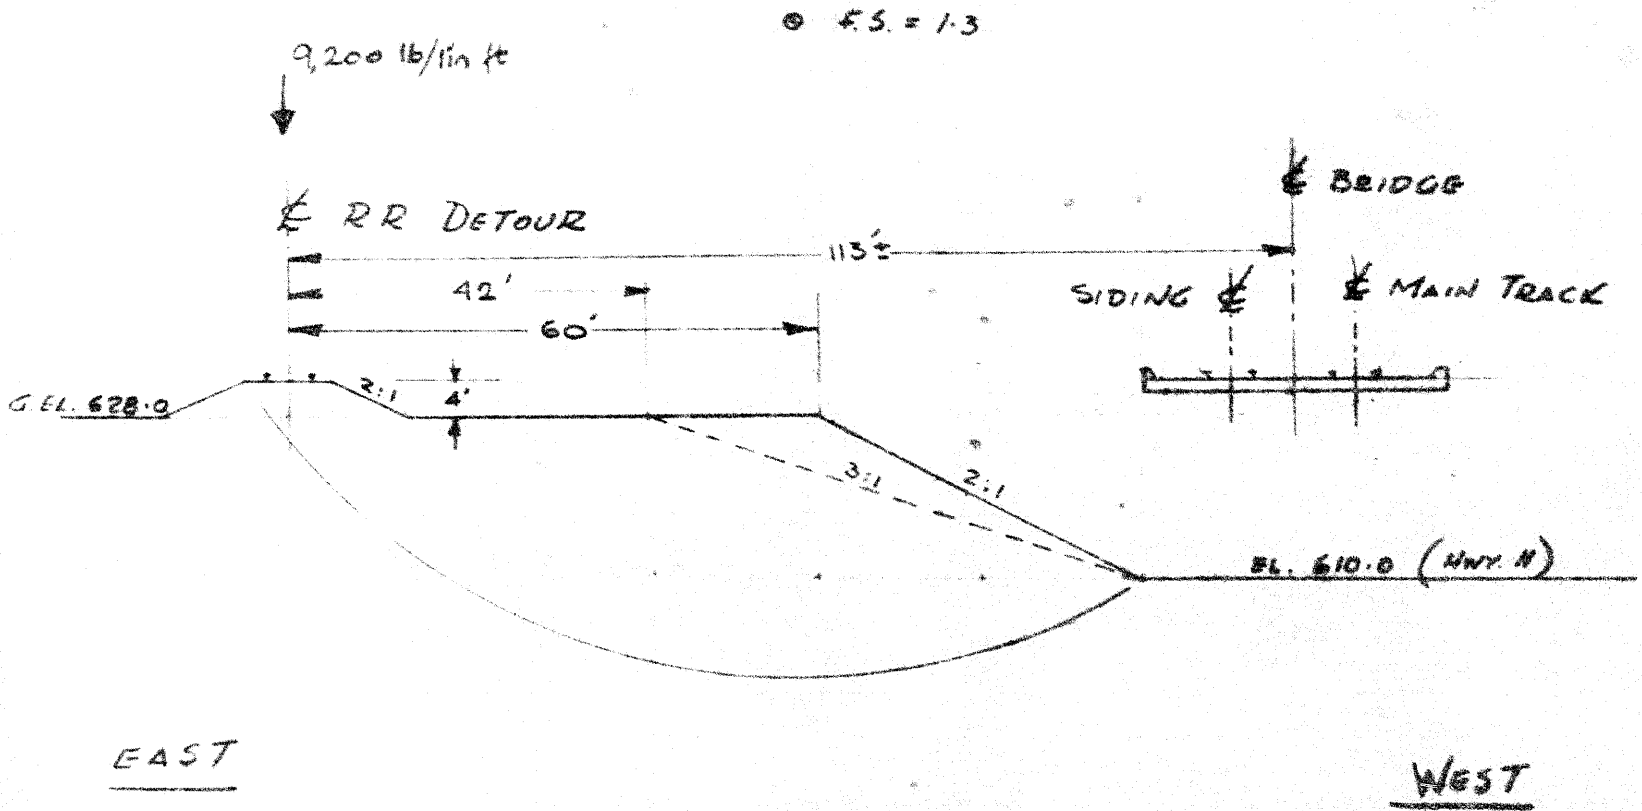 F.S. = 1.3
9,200 lb/lin ft
℄ BRIDGE
℄ RR DETOUR
113'±
42'
SIDING ℄
℄ MAIN TRACK
60'
G. EL. 628.0
2:1
4'
3:1
2:1
EL. 610.0 (HWY. N)
EAST
WEST